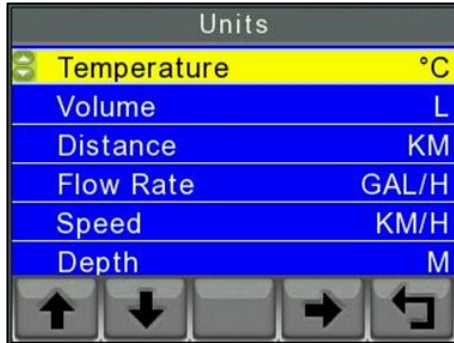 Units
Temperature °C
Volume L
Distance KM
Flow Rate GAL/H
Speed KM/H
Depth M